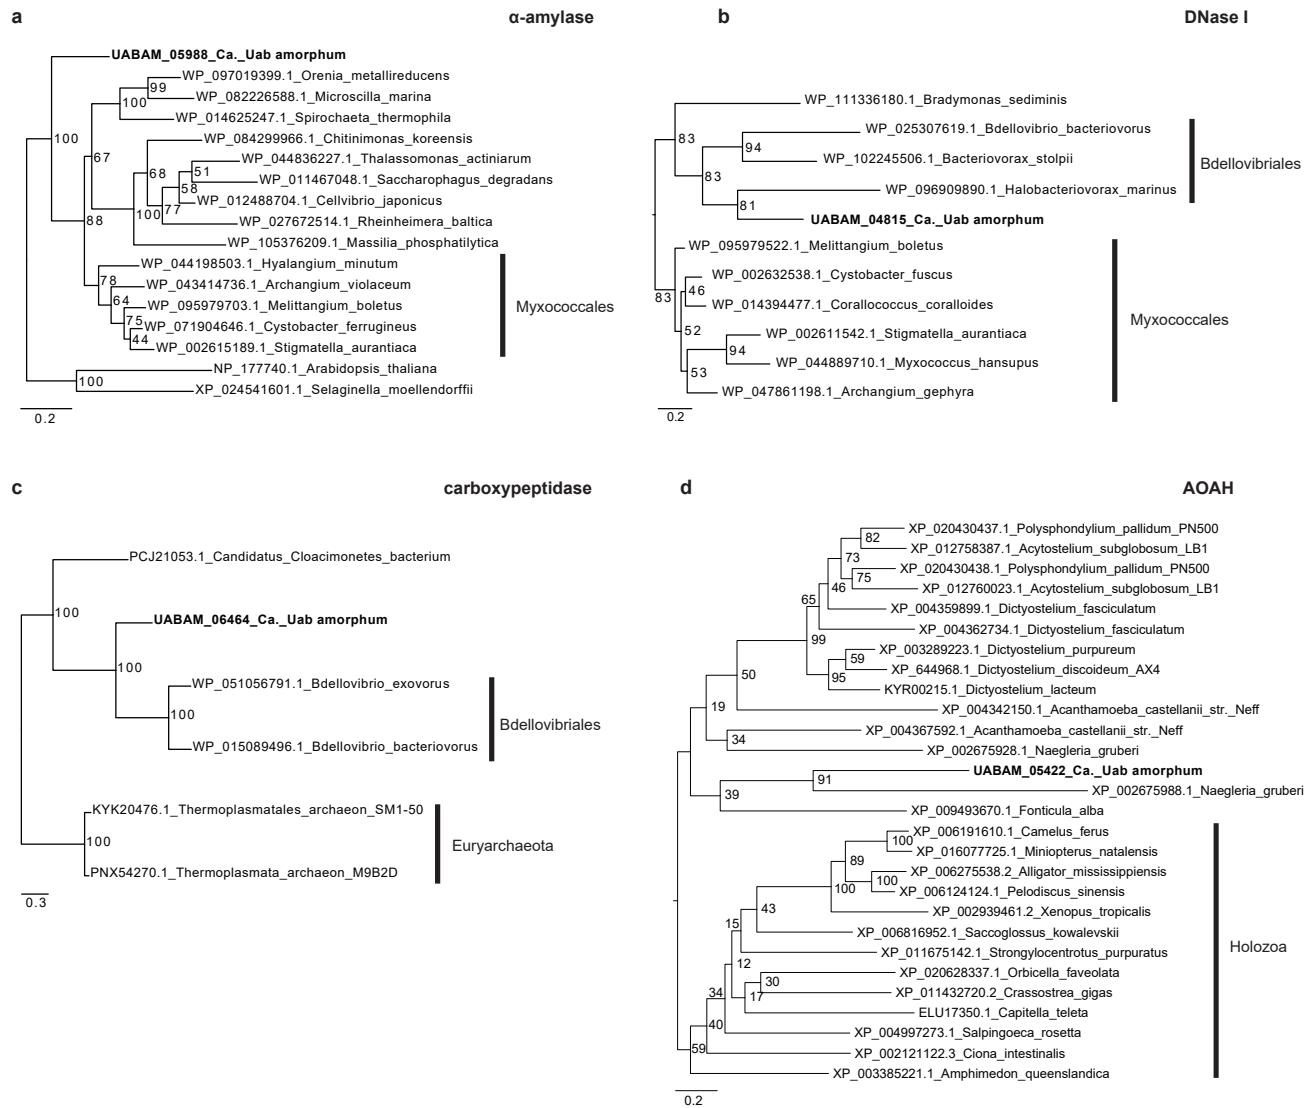 a
α-amylase
UABAM_05988_Ca._Uab amorphum
WP_097019399.1_Orenia_metallireducens
99
WP_082226588.1_Microscilla_marina
100
WP_014625247.1_Spirochaeta_thermophila
WP_084299966.1_Chitinimonas_koreensis
100
67
WP_044836227.1_Thalassomonas_actiniarum
68
51
WP_011467048.1_Saccharophagus_degradans
58
WP_012488704.1_Cellvibrio_japonicus
100
77
88
WP_027672514.1_Rheinheimera_baltica
WP_105376209.1_Massilia_phosphatilytica
WP_044198503.1_Hyalangium_minutum
78
WP_043414736.1_Archangium_violaceum
64
WP_095979703.1_Melittangium_boletus
75
WP_071904646.1_Cystobacter_ferrugineus
44
WP_002615189.1_Stigmatella_aurantiaca
Myxococcales
NP_177740.1_Arabidopsis_thaliana
100
XP_024541601.1_Selaginella_moellendorffii
0.2
b
DNase I
WP_111336180.1_Bradymonas_sediminis
WP_025307619.1_Bdellovibrio_bacteriovorus
83
94
WP_102245506.1_Bacteriovorax_stolpii
Bdellovibriales
83
WP_096909890.1_Halobacteriovorax_marinus
81
UABAM_04815_Ca._Uab amorphum
WP_095979522.1_Melittangium_boletus
WP_002632538.1_Cystobacter_fuscus
83
46
WP_014394477.1_Corallococcus_coralloides
Myxococcales
52
WP_002611542.1_Stigmatella_aurantiaca
94
WP_044889710.1_Myxococcus_hansupus
53
WP_047861198.1_Archangium_gephyra
0.2
c
carboxypeptidase
PCJ21053.1_Candidatus_Cloacimonetes_bacterium
100
UABAM_06464_Ca._Uab amorphum
100
WP_051056791.1_Bdellovibrio_exovorus
100
Bdellovibriales
WP_015089496.1_Bdellovibrio_bacteriovorus
KYK20476.1_Thermoplasmatales_archaeon_SM1-50
100
Euryarchaeota
PNX54270.1_Thermoplasmata_archaeon_M9B2D
0.3
d
AOAH
XP_020430437.1_Polysphondylium_pallidum_PN500
82
XP_012758387.1_Acytostelium_subglobosum_LB1
73
XP_020430438.1_Polysphondylium_pallidum_PN500
75
46
XP_012760023.1_Acytostelium_subglobosum_LB1
65
XP_004359899.1_Dictyostelium_fasciculatum
XP_004362734.1_Dictyostelium_fasciculatum
99
XP_003289223.1_Dictyostelium_purpureum
59
XP_644968.1_Dictyostelium_discoideum_AX4
50
95
KYR00215.1_Dictyostelium_lacteum
19
XP_004342150.1_Acanthamoeba_castellanii_str._Neff
XP_004367592.1_Acanthamoeba_castellanii_str._Neff
34
XP_002675928.1_Naegleria_gruberi
UABAM_05422_Ca._Uab amorphum
91
XP_002675988.1_Naegleria_gruberi
39
XP_009493670.1_Fonticula_alba
XP_006191610.1_Camelus_ferus
100
XP_016077725.1_Miniopterus_natalensis
89
XP_006275538.2_Alligator_mississippiensis
100
100
XP_006124124.1_Pelodiscus_sinensis
43
XP_002939461.2_Xenopus_tropicalis
15
XP_006816952.1_Saccoglossus_kowalevskii
XP_011675142.1_Strongylocentrotus_purpuratus
Holozoa
12
XP_020628337.1_Orbicella_faveolata
30
34
17
XP_011432720.2_Crassostrea_gigas
ELU17350.1_Capitella_teleta
40
XP_004997273.1_Salpingoeca_rosetta
59
XP_002121122.3_Ciona_intestinalis
XP_003385221.1_Amphimedon_queenslandica
0.2